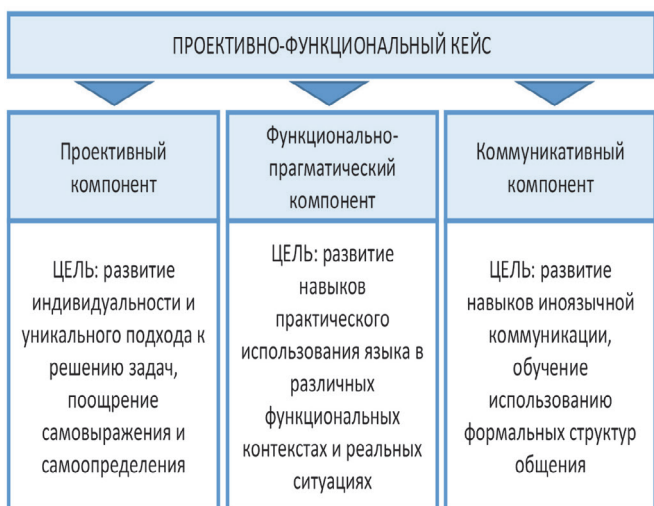 ПРОЕКТИВНО-ФУНКЦИОНАЛЬНЫЙ КЕЙС
Проективный
компонент
ЦЕЛЬ: развитие
индивидуальности и
уникального подхода к
решению задач,
поощрение
самовыражения и
самоопределения
Функционально-
прагматический
компонент
ЦЕЛЬ: развитие
навыков
практического
использования языка в
различных
функциональных
контекстах и реальных
ситуациях
Коммуникативный
компонент
ЦЕЛЬ: развитие
навыков иноязычной
коммуникации,
обучение
использованию
формальных структур
общения